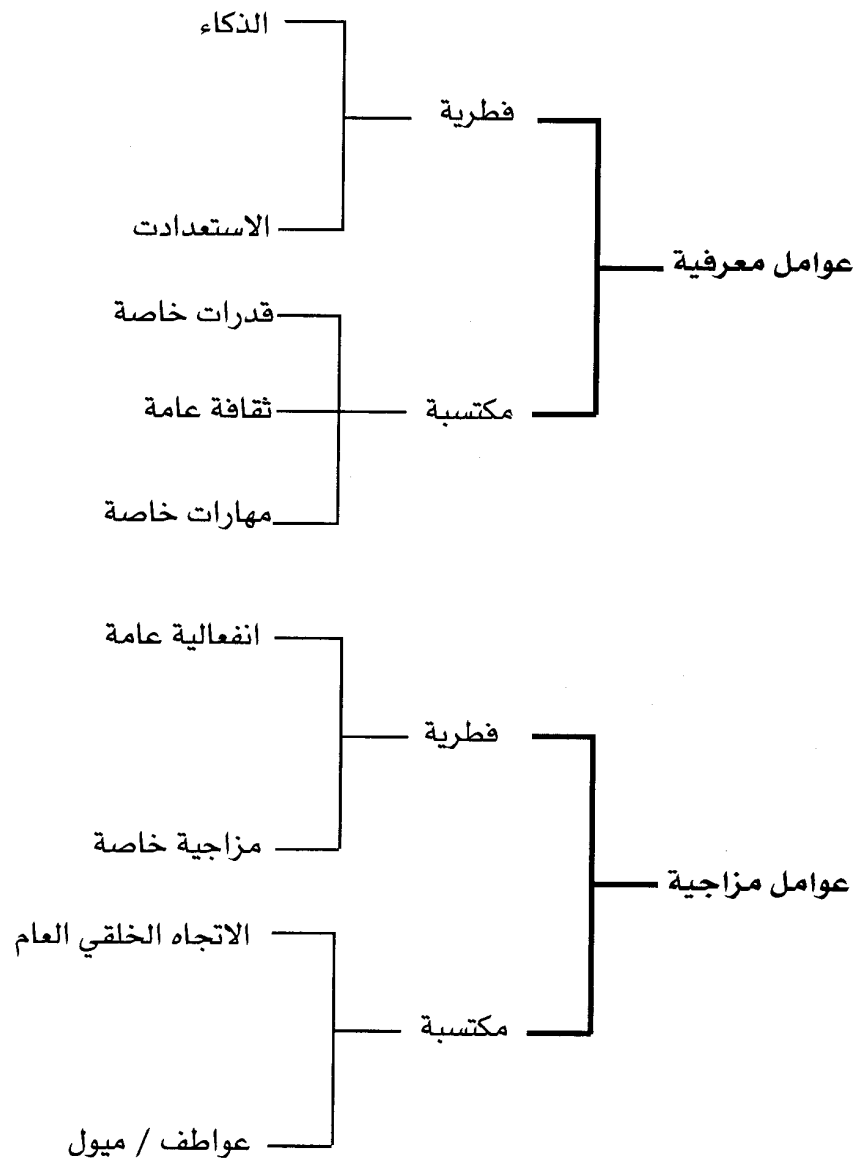 الذكاء
فطرية
الاستعدادت
عوامل معرفية
قدرات خاصة
مكتسبة
ثقافة عامة
مهارات خاصة
انفعالية عامة
فطرية
مزاجية خاصة
عوامل مزاجية
الاتجاه الخلقي العام
مكتسبة
عواطف / ميول